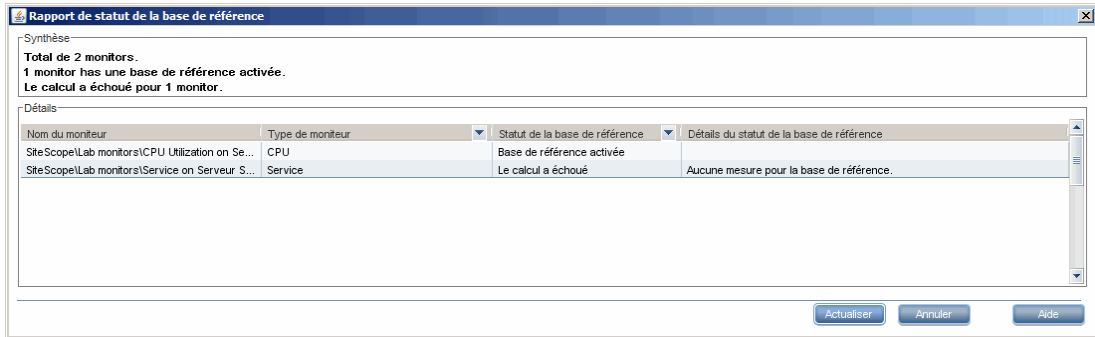 Rapport de statut de la base de référence
Synthèse
Total de 2 monitors.
1 monitor has une base de référence activée.
Le calcul a échoué pour 1 monitor.
Détails
Nom du moniteur Type de moniteur Statut de la base de référence Détails du statut de la base de référence
SiteScope\Lab monitors\CPU Utilization on Se... CPU Base de référence activée
SiteScope\Lab monitors\Service on Serveur S... Service Le calcul a échoué Aucune mesure pour la base de référence.
Actualiser Annuler Aide